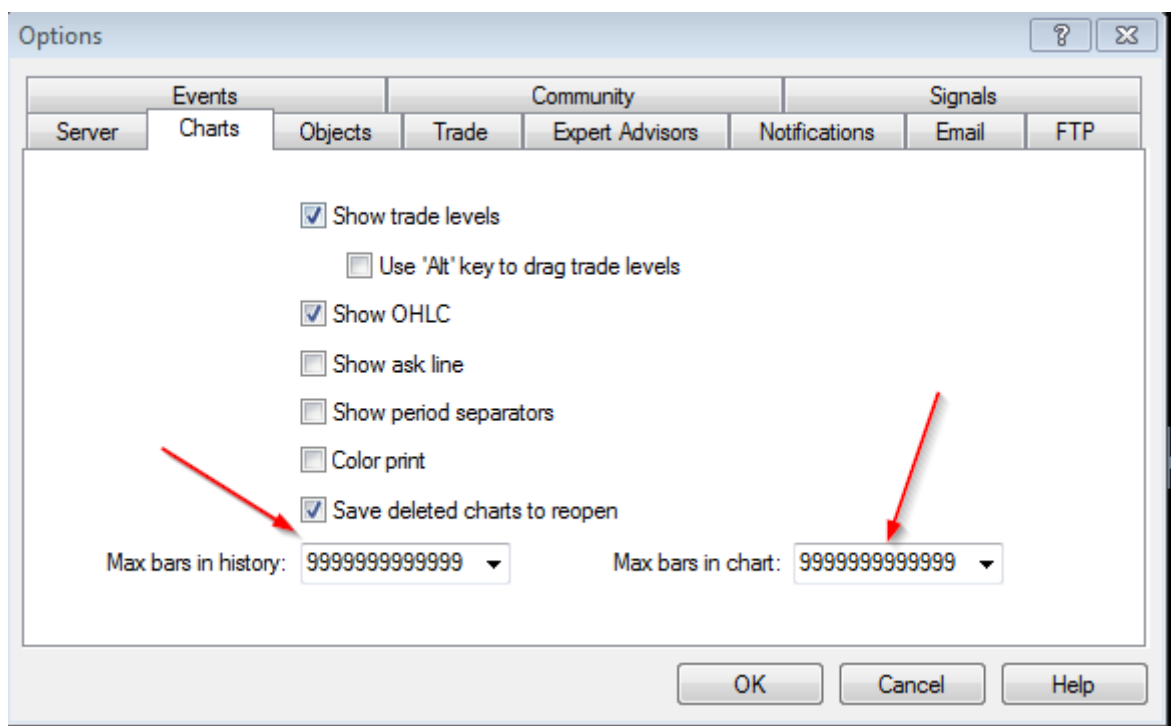 Options
Events Community Signals
Server Charts Objects Trade Expert Advisors Notifications Email FTP
Show trade levels
Use 'Alt' key to drag trade levels
Show OHLC
Show ask line
Show period separators
Color print
Save deleted charts to reopen
Max bars in history: 9999999999999 Max bars in chart: 9999999999999
OK Cancel Help